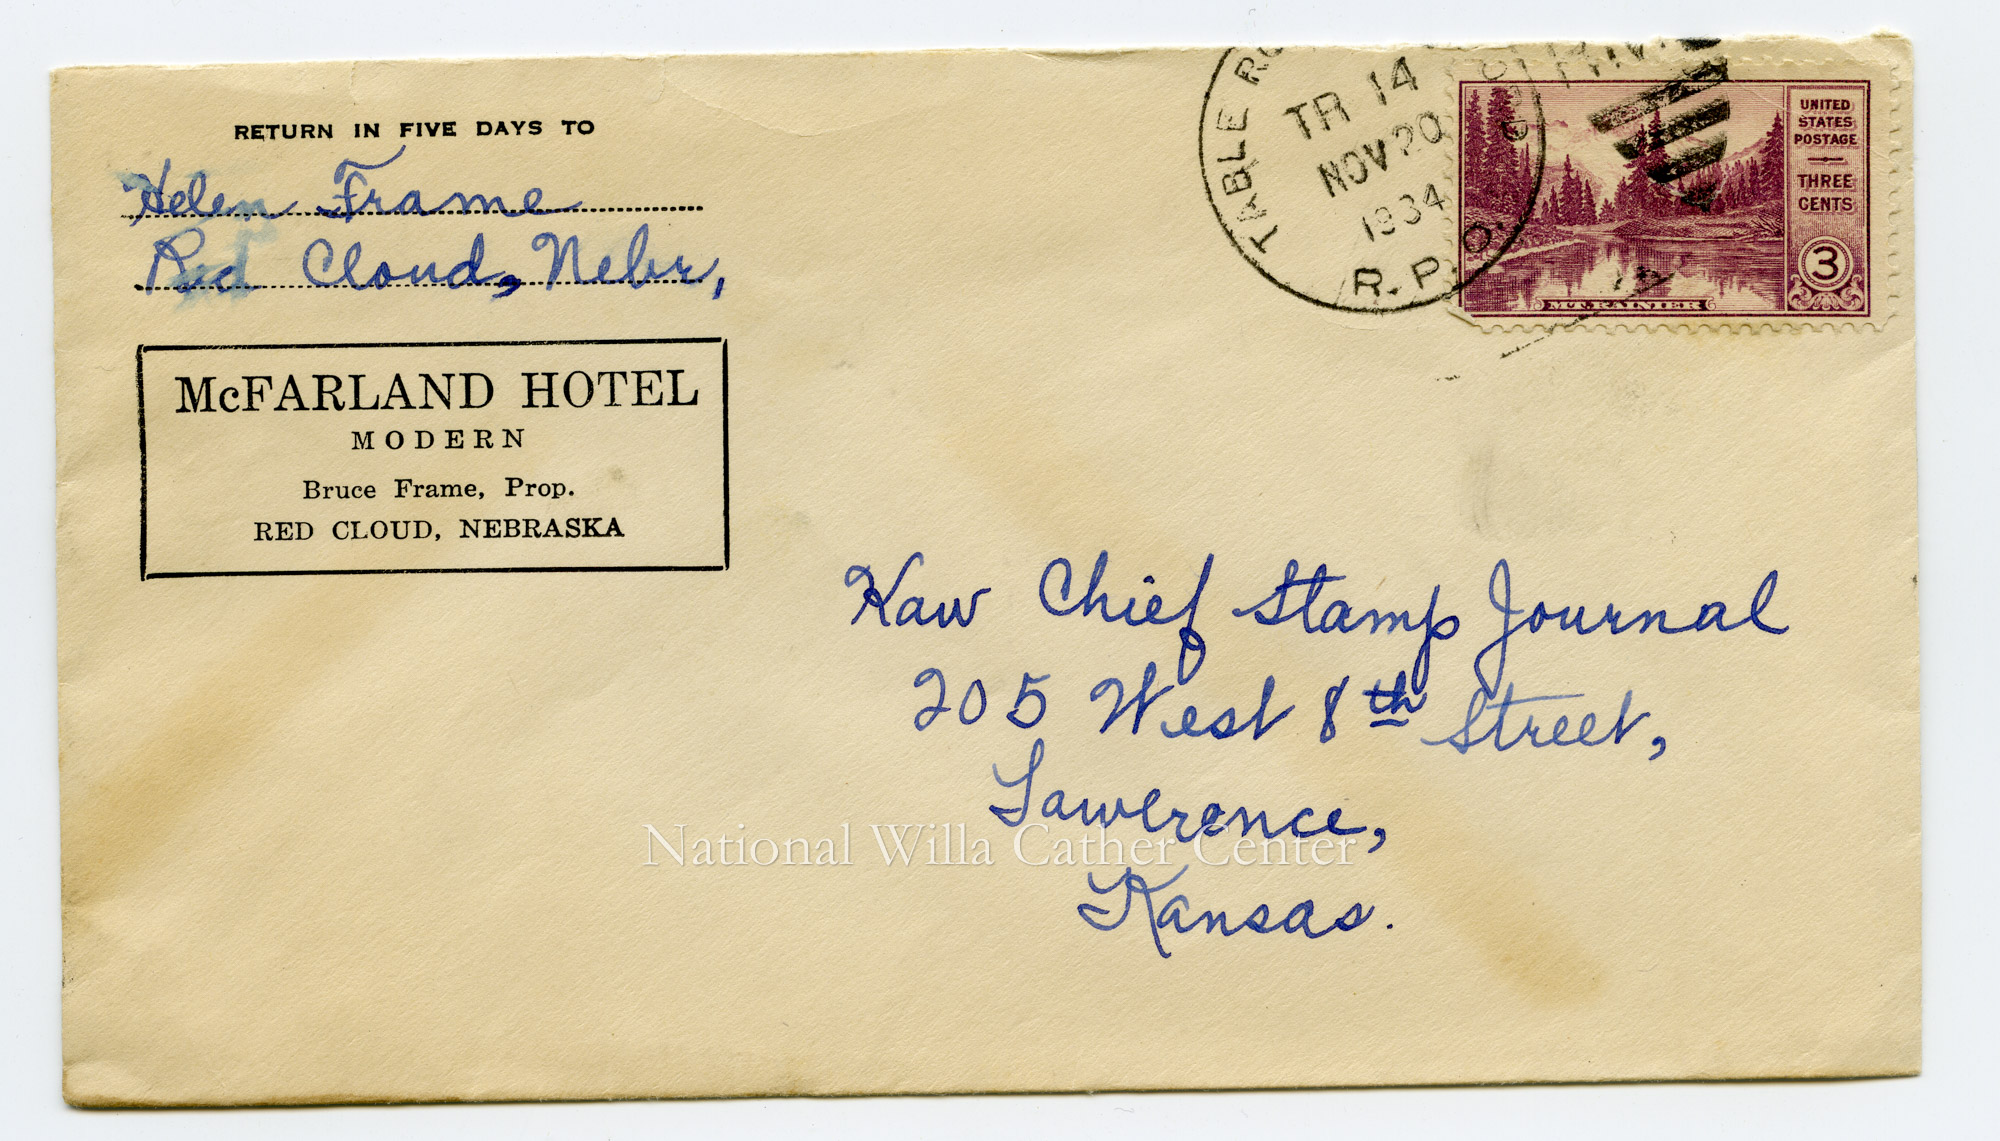 RETURN IN FIVE DAYS TO
Helen Frame
Red Cloud, Nebr,
McFARLAND HOTEL
MODERN
Bruce Frame, Prop.
RED CLOUD, NEBRASKA
TABLE RO
TR 14
NOV 20
1934
R.P.O.
UNITED
STATES
POSTAGE
THREE
CENTS
3
MT. RAINIER
Kaw Chief Stamp Journal
205 West 8th Street,
Lawerence,
Kansas.
National Willa Cather Center